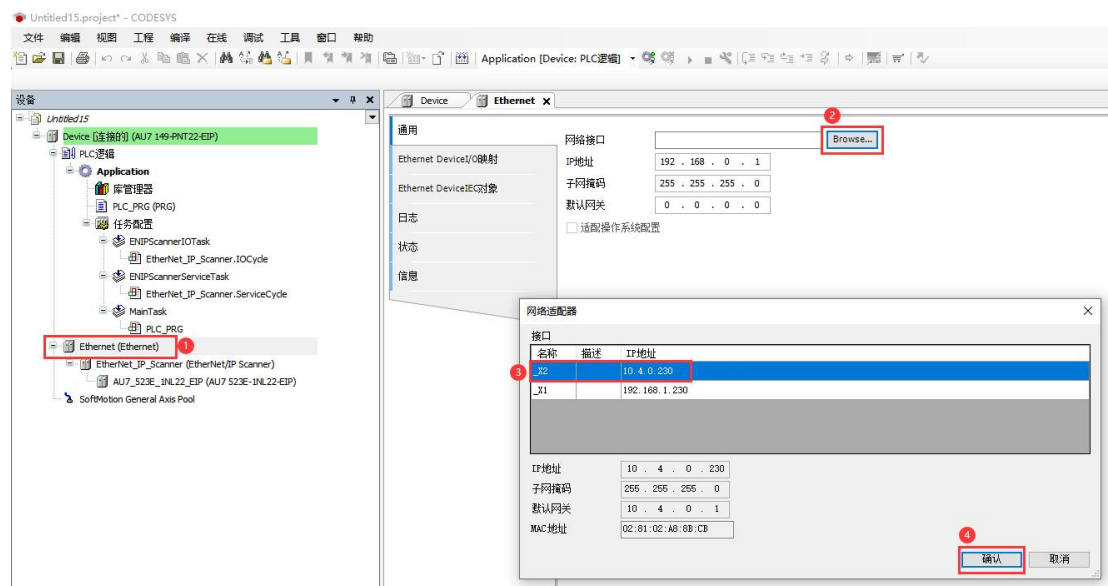 Untitled15.project* - CODESYS
文件 编辑 视图 工程 编译 在线 调试 工具 窗口 帮助
Application [Device: PLC逻辑]
设备
Untitled15
Device [连接的] (AU7 149-PNT22-EIP)
PLC逻辑
Application
库管理器
PLC_PRG (PRG)
任务配置
ENIPScannerIOTask
EtherNet_IP_Scanner.IOCycle
ENIPScannerServiceTask
EtherNet_IP_Scanner.ServiceCycle
MainTask
PLC_PRG
Ethernet (Ethernet)
1
EtherNet_IP_Scanner (EtherNet/IP Scanner)
AU7_523E_1NL22_EIP (AU7 523E-1NL22-EIP)
SoftMotion General Axis Pool
Device
Ethernet
通用
Ethernet DeviceI/O映射
Ethernet DeviceIEC对象
日志
状态
信息
2
网络接口 Browse...
IP地址 192 . 168 . 0 . 1
子网掩码 255 . 255 . 255 . 0
默认网关 0 . 0 . 0 . 0
适配操作系统配置
网络适配器
接口
名称 描述 IP地址
3
_X2 10.4.0.230
_X1 192.168.1.230
IP地址 10 . 4 . 0 . 230
子网掩码 255 . 255 . 255 . 0
默认网关 10 . 4 . 0 . 1
MAC地址 02:81:02:A8:8B:CB
4
确认 取消